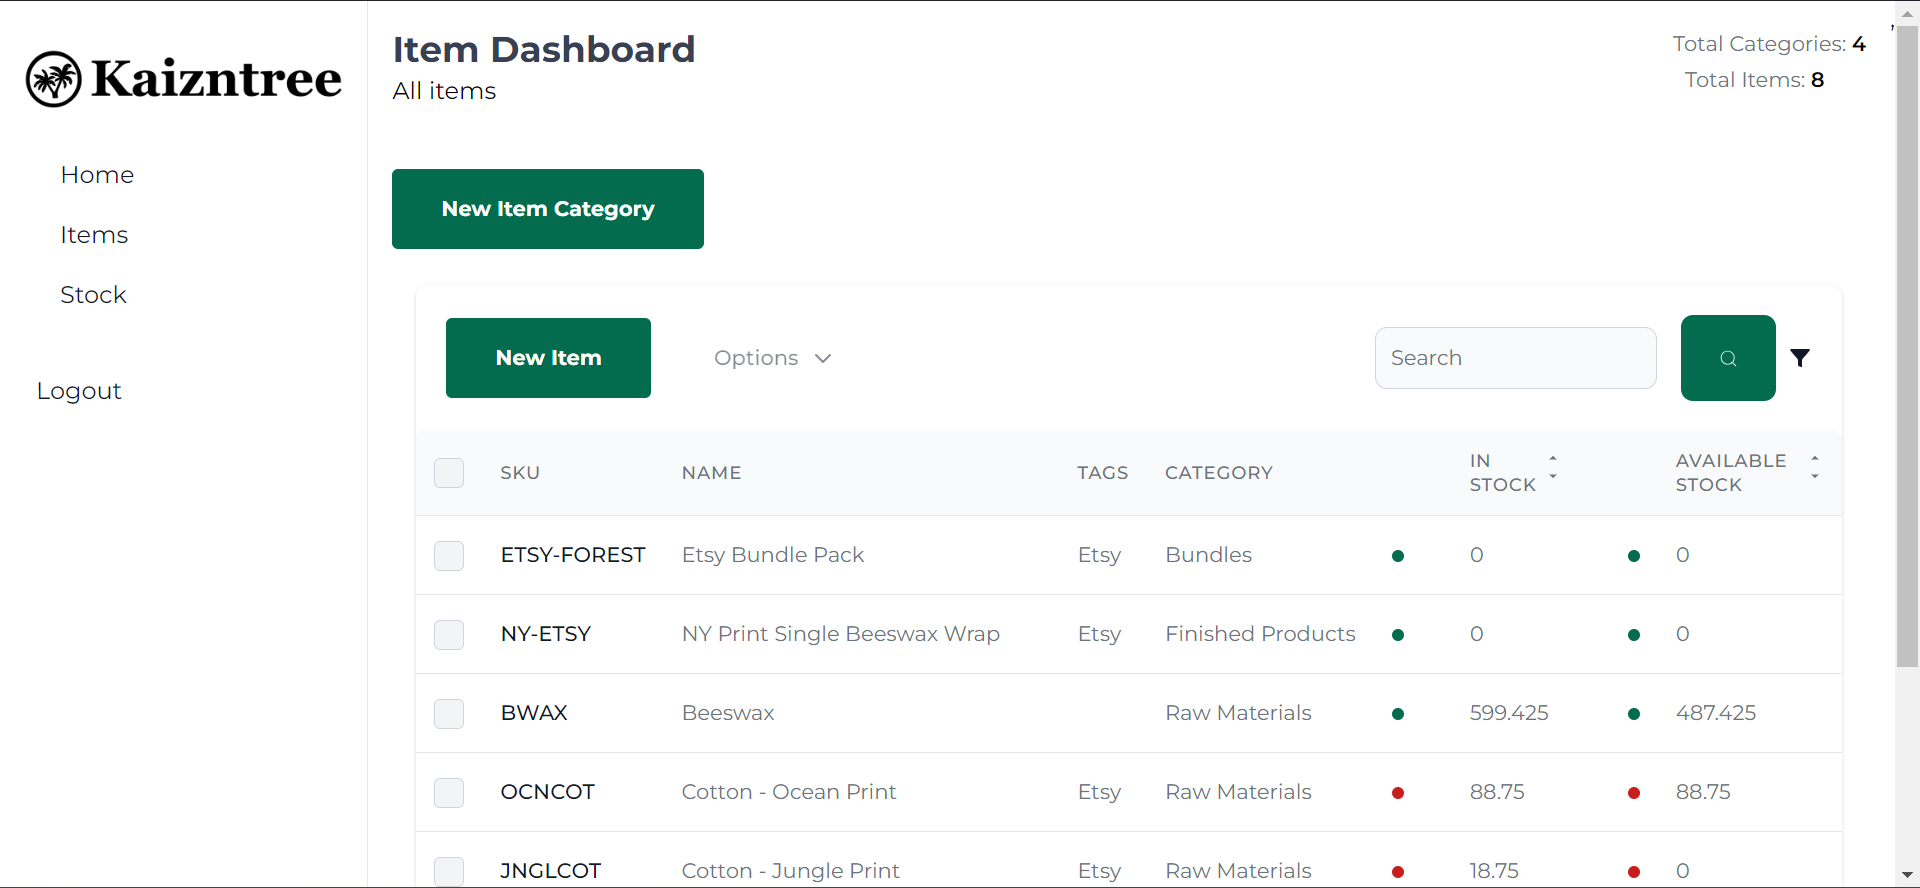 Kaizntree
Home
Items
Stock
Logout
Item Dashboard
All items
Total Categories: 4
Total Items: 8
New Item Category
New Item
Options
Search
SKU NAME TAGS CATEGORY IN STOCK AVAILABLE STOCK
ETSY-FOREST Etsy Bundle Pack Etsy Bundles 0 0
NY-ETSY NY Print Single Beeswax Wrap Etsy Finished Products 0 0
BWAX Beeswax Raw Materials 599.425 487.425
OCNCOT Cotton - Ocean Print Etsy Raw Materials 88.75 88.75
JNGLCOT Cotton - Jungle Print Etsy Raw Materials 18.75 0